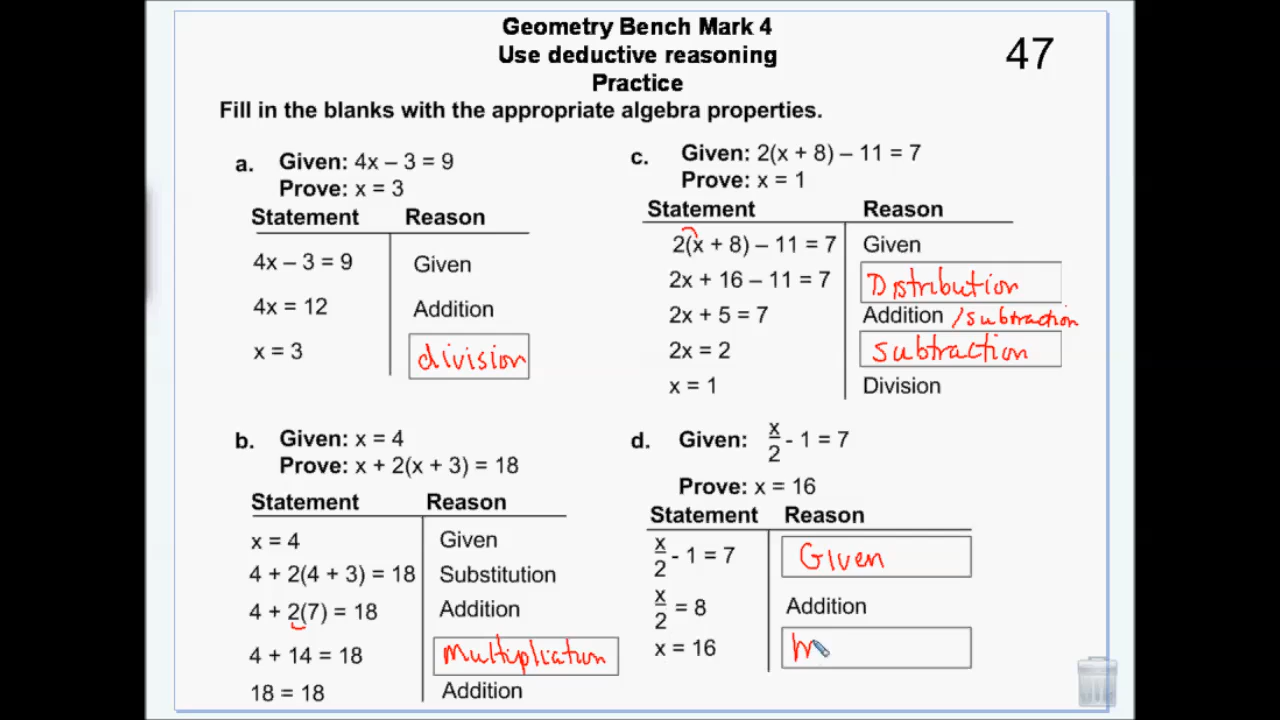 Geometry Bench Mark 4
Use deductive reasoning
Practice
47
Fill in the blanks with the appropriate algebra properties.
a. Given: 4x – 3 = 9
Prove: x = 3
Statement Reason
4x – 3 = 9 Given
4x = 12 Addition
x = 3 division
b. Given: x = 4
Prove: x + 2(x + 3) = 18
Statement Reason
x = 4 Given
4 + 2(4 + 3) = 18 Substitution
4 + 2(7) = 18 Addition
4 + 14 = 18 Multipliation
18 = 18 Addition
c. Given: 2(x + 8) – 11 = 7
Prove: x = 1
Statement Reason
2(x + 8) – 11 = 7 Given
2x + 16 – 11 = 7 Distribution
2x + 5 = 7 Addition /subtraction
2x = 2 subtraction
x = 1 Division
d. Given: x/2 - 1 = 7
Prove: x = 16
Statement Reason
x/2 - 1 = 7 Given
x/2 = 8 Addition
x = 16